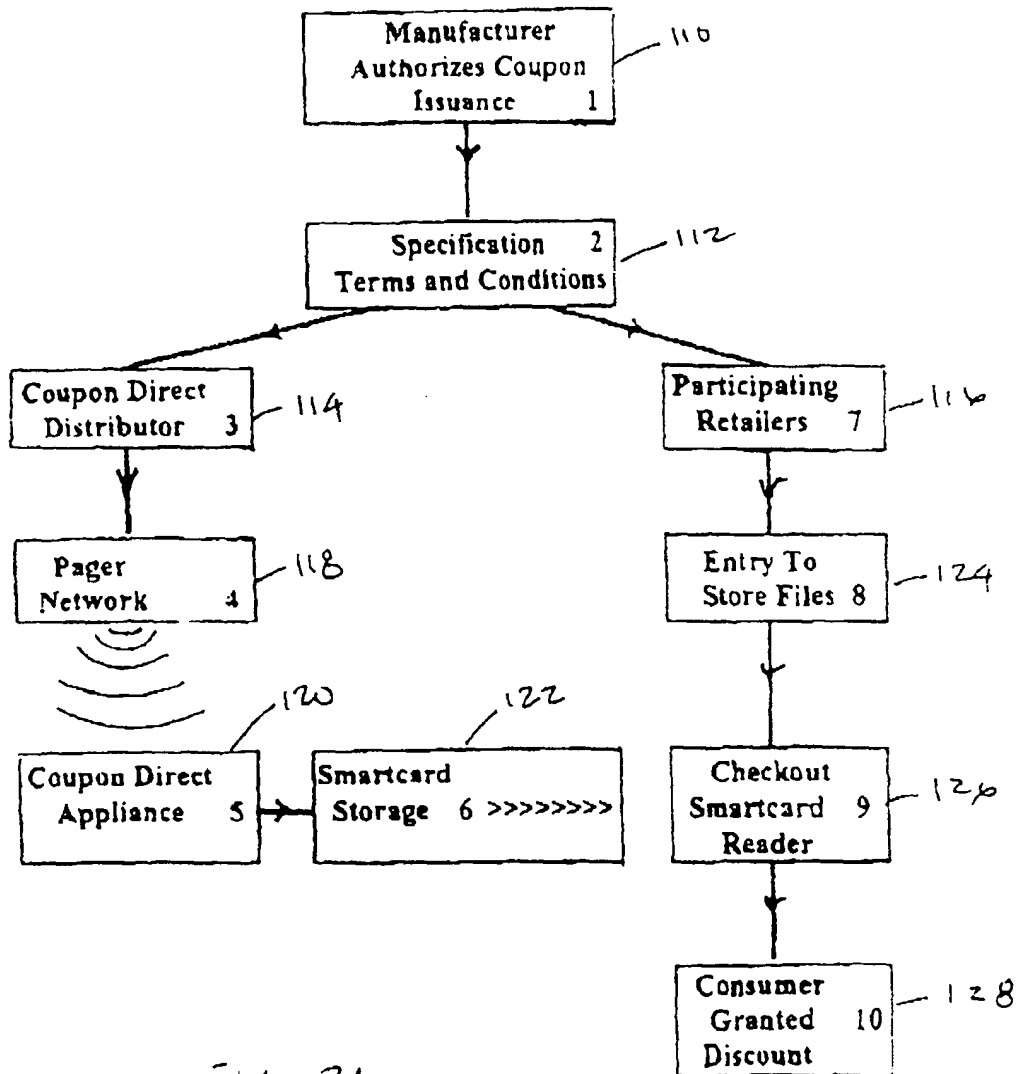 Manufacturer
Authorizes Coupon
Issuance 1
110
Specification 2
Terms and Conditions
112
Coupon Direct
Distributor 3
114
Participating
Retailers 7
116
Pager
Network 4
118
Entry To
Store Files 8
124
120
122
Coupon Direct
Appliance 5
Smartcard
Storage 6 >>>>>>>>
Checkout
Smartcard 9
Reader
126
Consumer
Granted 10
Discount
128